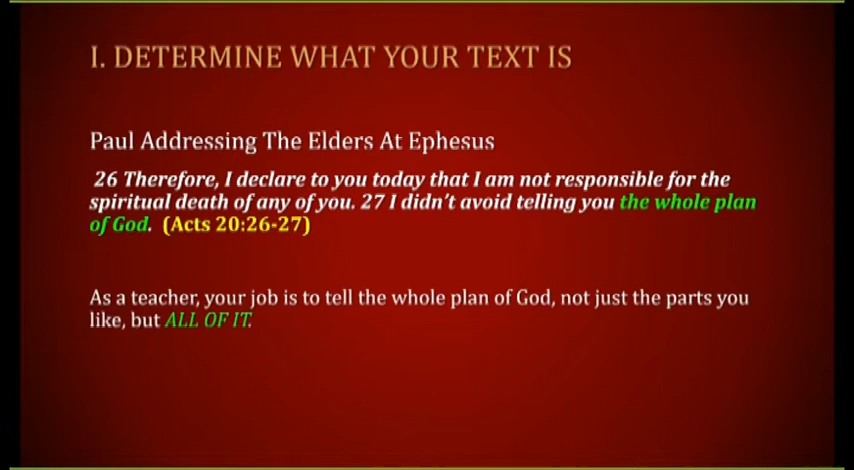 I. DETERMINE WHAT YOUR TEXT IS
Paul Addressing The Elders At Ephesus
26 Therefore, I declare to you today that I am not responsible for the
spiritual death of any of you. 27 I didn't avoid telling you the whole plan
of God. (Acts 20:26-27)
As a teacher, your job is to tell the whole plan of God, not just the parts you
like, but ALL OF IT.